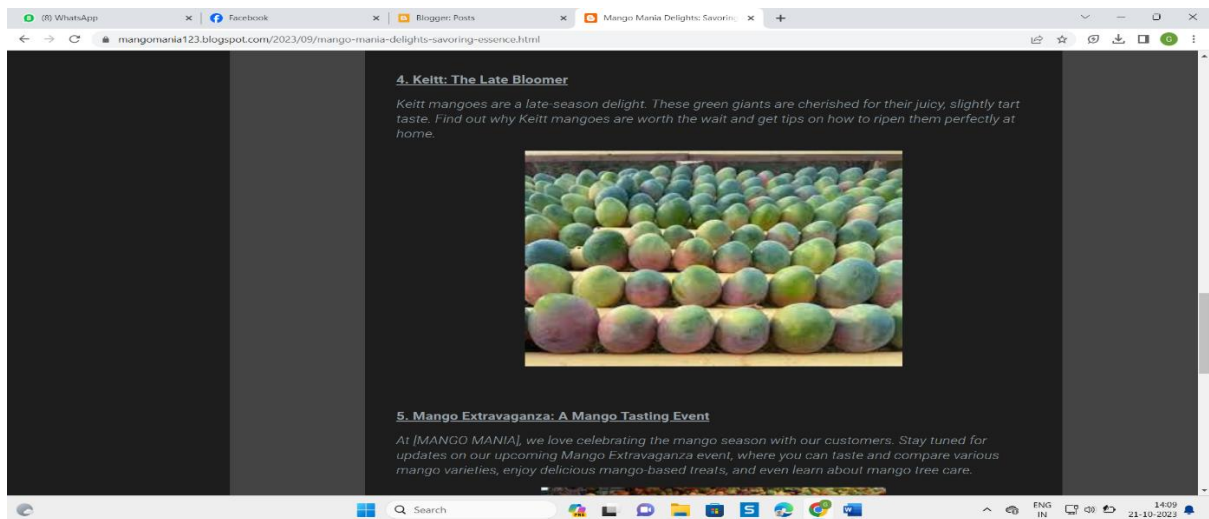 (8) WhatsApp
Facebook
Blogger: Posts
Mango Mania Delights: Savoring
mangomania123.blogspot.com/2023/09/mango-mania-delights-savoring-essence.html
G
4. Keitt: The Late Bloomer
Keitt mangoes are a late-season delight. These green giants are cherished for their juicy, slightly tart
taste. Find out why Keitt mangoes are worth the wait and get tips on how to ripen them perfectly at
home.
5. Mango Extravaganza: A Mango Tasting Event
At [MANGO MANIA], we love celebrating the mango season with our customers. Stay tuned for
updates on our upcoming Mango Extravaganza event, where you can taste and compare various
mango varieties, enjoy delicious mango-based treats, and even learn about mango tree care.
Search
ENG
IN
14:09
21-10-2023